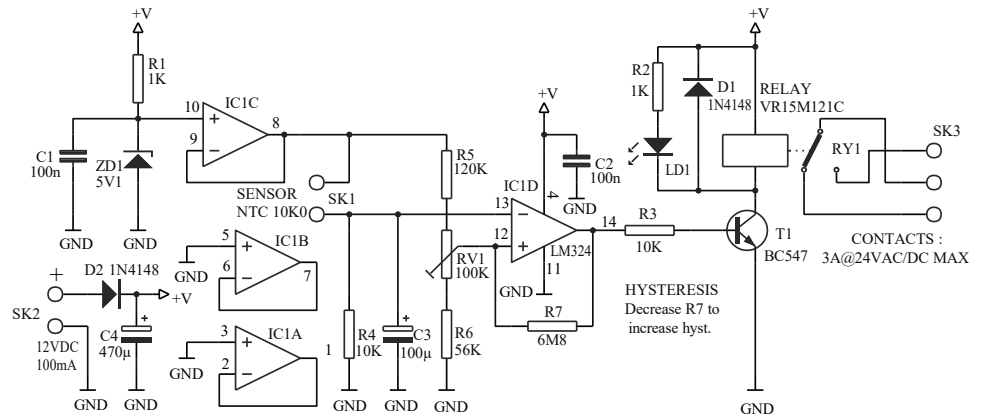 +V
R1
1K
C1
100n
ZD1
5V1
GND
GND
10
9
8
+
−
IC1C
SENSOR
NTC 10K0
SK1
R5
120K
RV1
100K
R6
56K
GND
+V
C2
100n
GND
IC1D
13
12
−
+
4
11
14
LM324
GND
R7
6M8
R3
10K
+V
R2
1K
LD1
D1
1N4148
RELAY
VR15M121C
RY1
SK3
T1
BC547
CONTACTS :
3A@24VAC/DC MAX
GND
HYSTERESIS
Decrease R7 to
increase hyst.
5
6
7
+
−
IC1B
GND
3
2
1
+
−
IC1A
GND
R4
10K
GND
+
C3
100µ
GND
+
D2 1N4148
+V
SK2
12VDC
100mA
+
C4
470µ
GND
GND